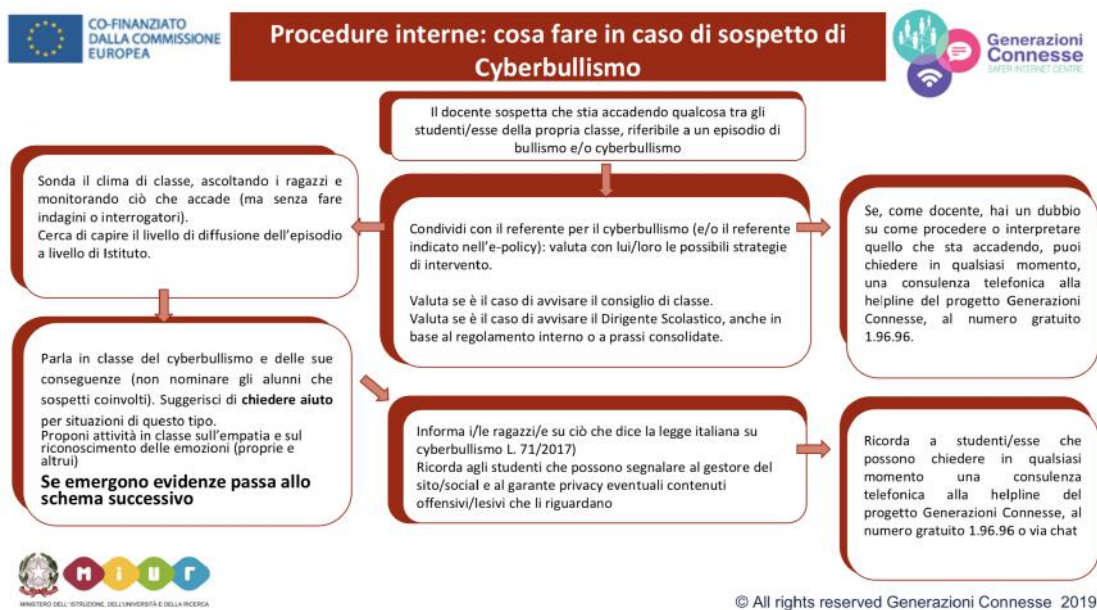 CO-FINANZIATO
DALLA COMMISSIONE
EUROPEA
Procedure interne: cosa fare in caso di sospetto di
Cyberbullismo
Generazioni
Connesse
SAFER INTERNET CENTRE
Il docente sospetta che stia accadendo qualcosa tra gli
studenti/esse della propria classe, riferibile a un episodio di
bullismo e/o cyberbullismo
Sonda il clima di classe, ascoltando i ragazzi e
monitorando ciò che accade (ma senza fare
indagini o interrogatori).
Cerca di capire il livello di diffusione dell'episodio
a livello di Istituto.
Condividi con il referente per il cyberbullismo (e/o il referente
indicato nell'e-policy): valuta con lui/loro le possibili strategie
di intervento.
Valuta se è il caso di avvisare il consiglio di classe.
Valuta se è il caso di avvisare il Dirigente Scolastico, anche in
base al regolamento interno o a prassi consolidate.
Se, come docente, hai un dubbio
su come procedere o interpretare
quello che sta accadendo, puoi
chiedere in qualsiasi momento,
una consulenza telefonica alla
helpline del progetto Generazioni
Connesse, al numero gratuito
1.96.96.
Parla in classe del cyberbullismo e delle sue
conseguenze (non nominare gli alunni che
sospetti coinvolti). Suggerisci di chiedere aiuto
per situazioni di questo tipo.
Proponi attività in classe sull'empatia e sul
riconoscimento delle emozioni (proprie e
altrui)
Se emergono evidenze passa allo
schema successivo
Informa i/le ragazzi/e su ciò che dice la legge italiana su
cyberbullismo L. 71/2017)
Ricorda agli studenti che possono segnalare al gestore del
sito/social e al garante privacy eventuali contenuti
offensivi/lesivi che li riguardano
Ricorda a studenti/esse che
possono chiedere in qualsiasi
momento una consulenza
telefonica alla helpline del
progetto Generazioni Connesse, al
numero gratuito 1.96.96 o via chat
miur
MINISTERO DELL'ISTRUZIONE, DELL'UNIVERSITÀ E DELLA RICERCA
© All rights reserved Generazioni Connesse 2019